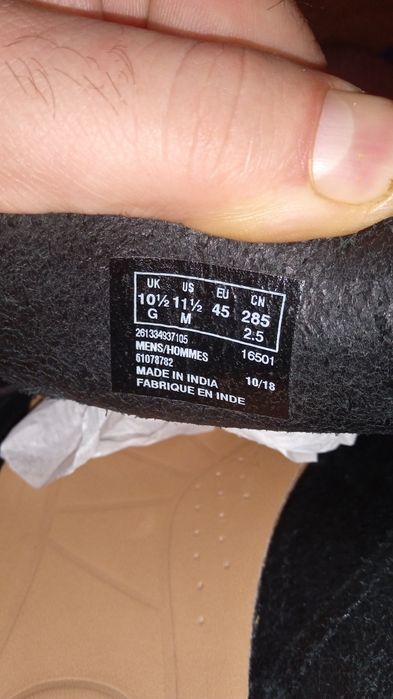 UK US EU CN
10½ 11½ 45 285
G M 2.5
261334937105
MENS/HOMMES 16501
61078782
MADE IN INDIA 10/18
FABRIQUE EN INDE